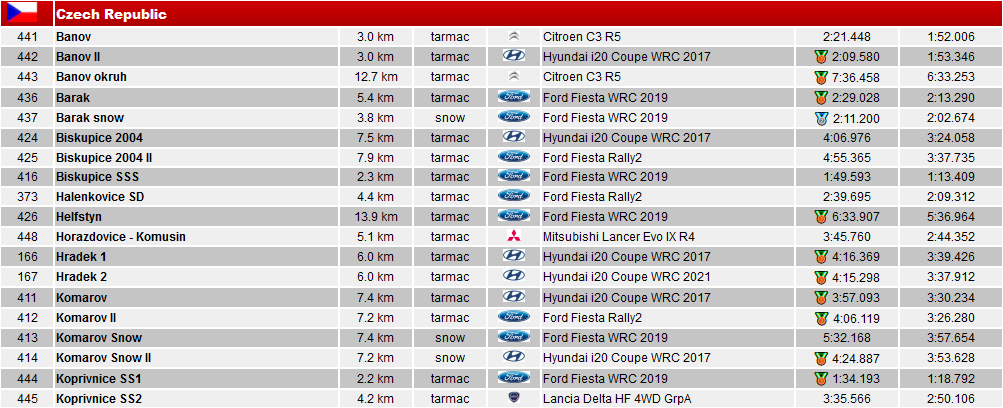 Czech Republic
441 Banov 3.0 km tarmac Citroen C3 R5 2:21.448 1:52.006
442 Banov II 3.0 km tarmac Hyundai i20 Coupe WRC 2017 2:09.580 1:53.346
443 Banov okruh 12.7 km tarmac Citroen C3 R5 7:36.458 6:33.253
436 Barak 5.4 km tarmac Ford Ford Fiesta WRC 2019 2:29.028 2:13.290
437 Barak snow 3.8 km snow Ford Ford Fiesta WRC 2019 2:11.200 2:02.674
424 Biskupice 2004 7.5 km tarmac Hyundai i20 Coupe WRC 2017 4:06.976 3:24.058
425 Biskupice 2004 II 7.9 km tarmac Ford Ford Fiesta Rally2 4:55.365 3:37.735
416 Biskupice SSS 2.3 km tarmac Ford Ford Fiesta WRC 2019 1:49.593 1:13.409
373 Halenkovice SD 4.4 km tarmac Ford Ford Fiesta Rally2 2:39.695 2:09.312
426 Helfstyn 13.9 km tarmac Ford Ford Fiesta WRC 2019 6:33.907 5:36.964
448 Horazdovice - Komusin 5.1 km tarmac Mitsubishi Lancer Evo IX R4 3:45.760 2:44.352
166 Hradek 1 6.0 km tarmac Hyundai i20 Coupe WRC 2017 4:16.369 3:39.426
167 Hradek 2 6.0 km tarmac Hyundai i20 Coupe WRC 2021 4:15.298 3:37.912
411 Komarov 7.4 km tarmac Hyundai i20 Coupe WRC 2017 3:57.093 3:30.234
412 Komarov II 7.2 km tarmac Ford Ford Fiesta Rally2 4:06.119 3:26.280
413 Komarov Snow 7.4 km snow Ford Ford Fiesta WRC 2019 5:32.168 3:57.654
414 Komarov Snow II 7.2 km snow Hyundai i20 Coupe WRC 2017 4:24.887 3:53.628
444 Koprivnice SS1 2.2 km tarmac Ford Ford Fiesta WRC 2019 1:34.193 1:18.792
445 Koprivnice SS2 4.2 km tarmac Lancia Delta HF 4WD GrpA 3:35.566 2:50.106